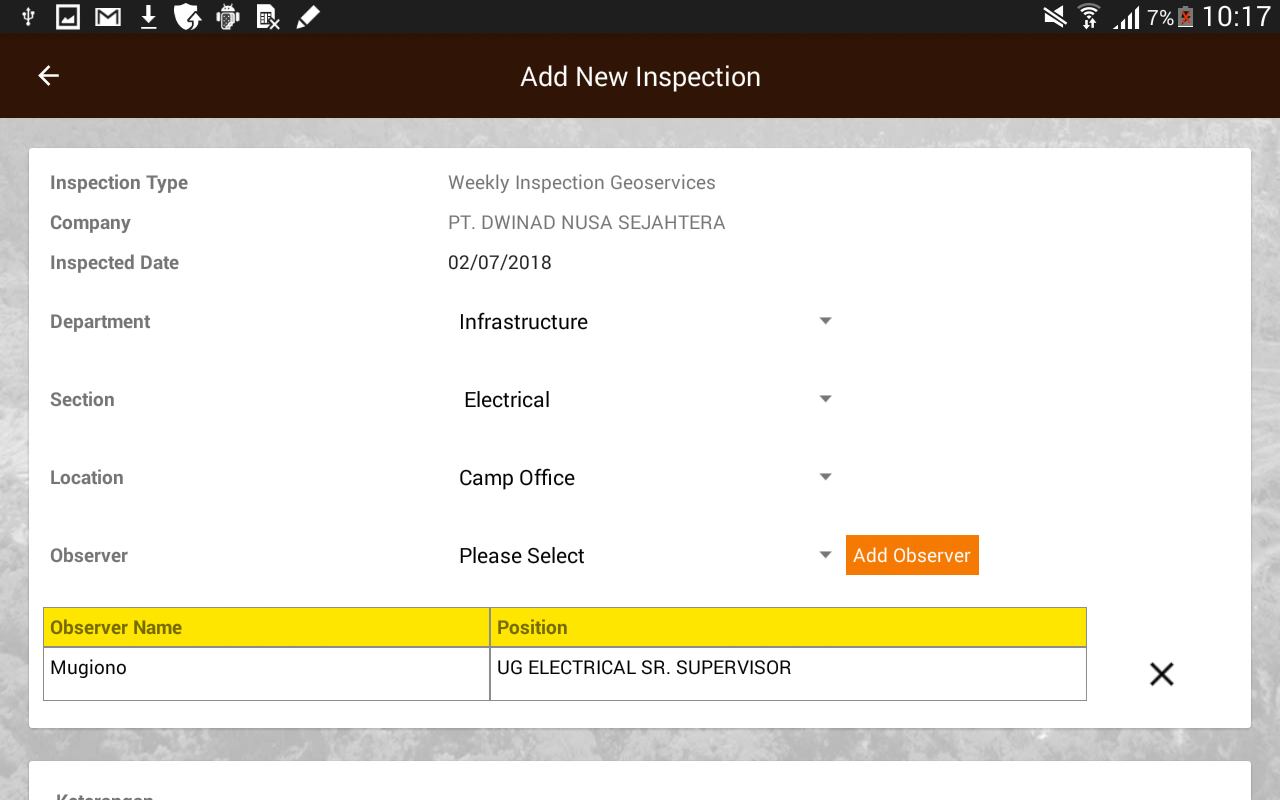 7% 10:17
Add New Inspection
Inspection Type Weekly Inspection Geoservices
Company PT. DWINAD NUSA SEJAHTERA
Inspected Date 02/07/2018
Department Infrastructure
Section Electrical
Location Camp Office
Observer Please Select Add Observer
Observer Name Position
Mugiono UG ELECTRICAL SR. SUPERVISOR
Keterangan